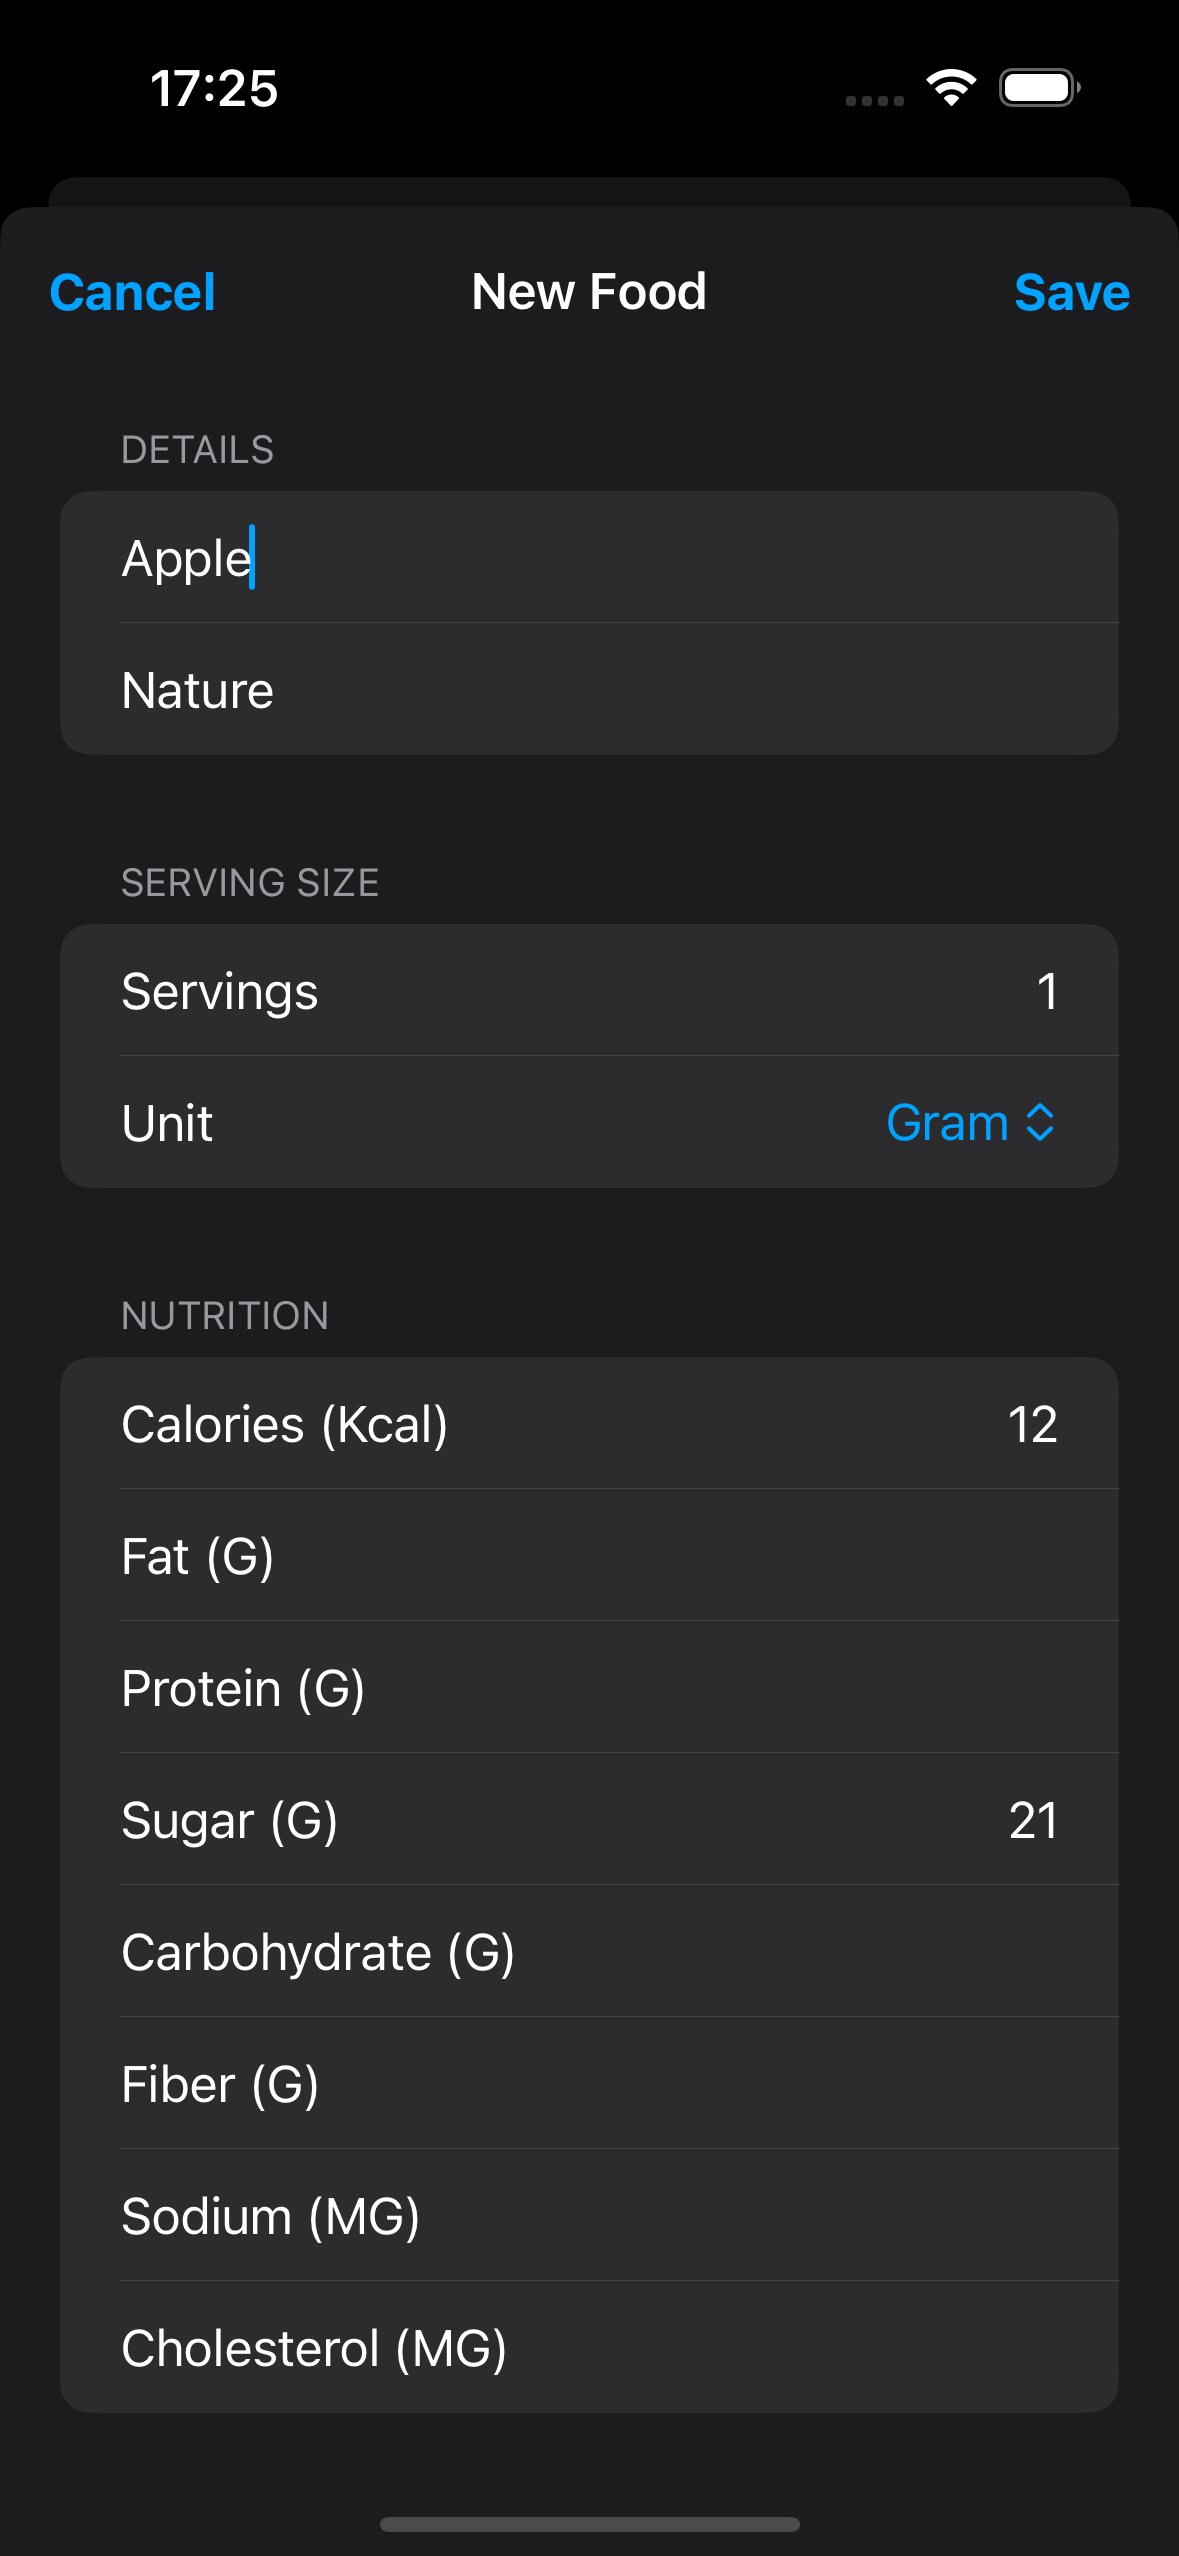 17:25
Cancel New Food Save
DETAILS
Apple
Nature
SERVING SIZE
Servings 1
Unit Gram
NUTRITION
Calories (Kcal) 12
Fat (G)
Protein (G)
Sugar (G) 21
Carbohydrate (G)
Fiber (G)
Sodium (MG)
Cholesterol (MG)